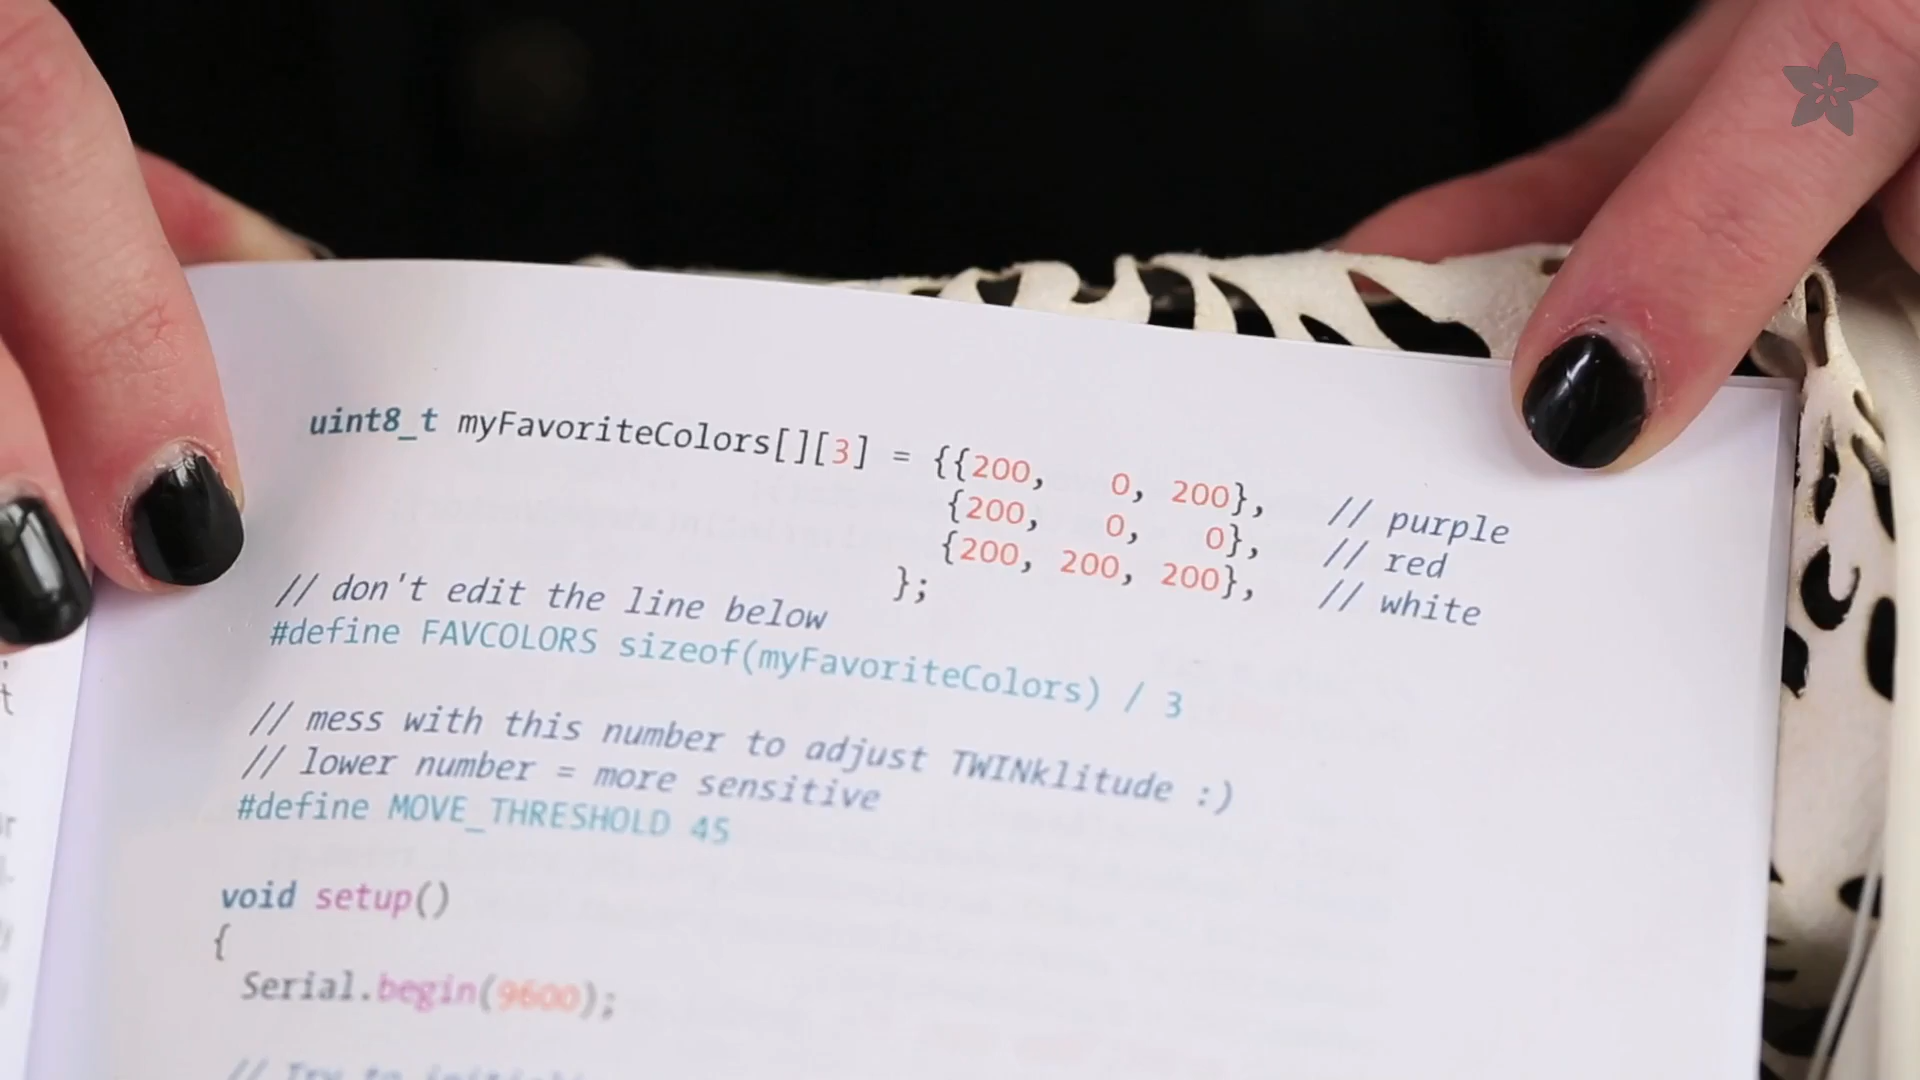 uint8_t myFavoriteColors[][3] = {{200,   0, 200},   // purple
{200,   0,   0},   // red
{200, 200, 200},   // white
};
// don't edit the line below
#define FAVCOLORS sizeof(myFavoriteColors) / 3
// mess with this number to adjust TWINklitude :)
// lower number = more sensitive
#define MOVE_THRESHOLD 45
void setup()
{
Serial.begin(9600);
// Try to